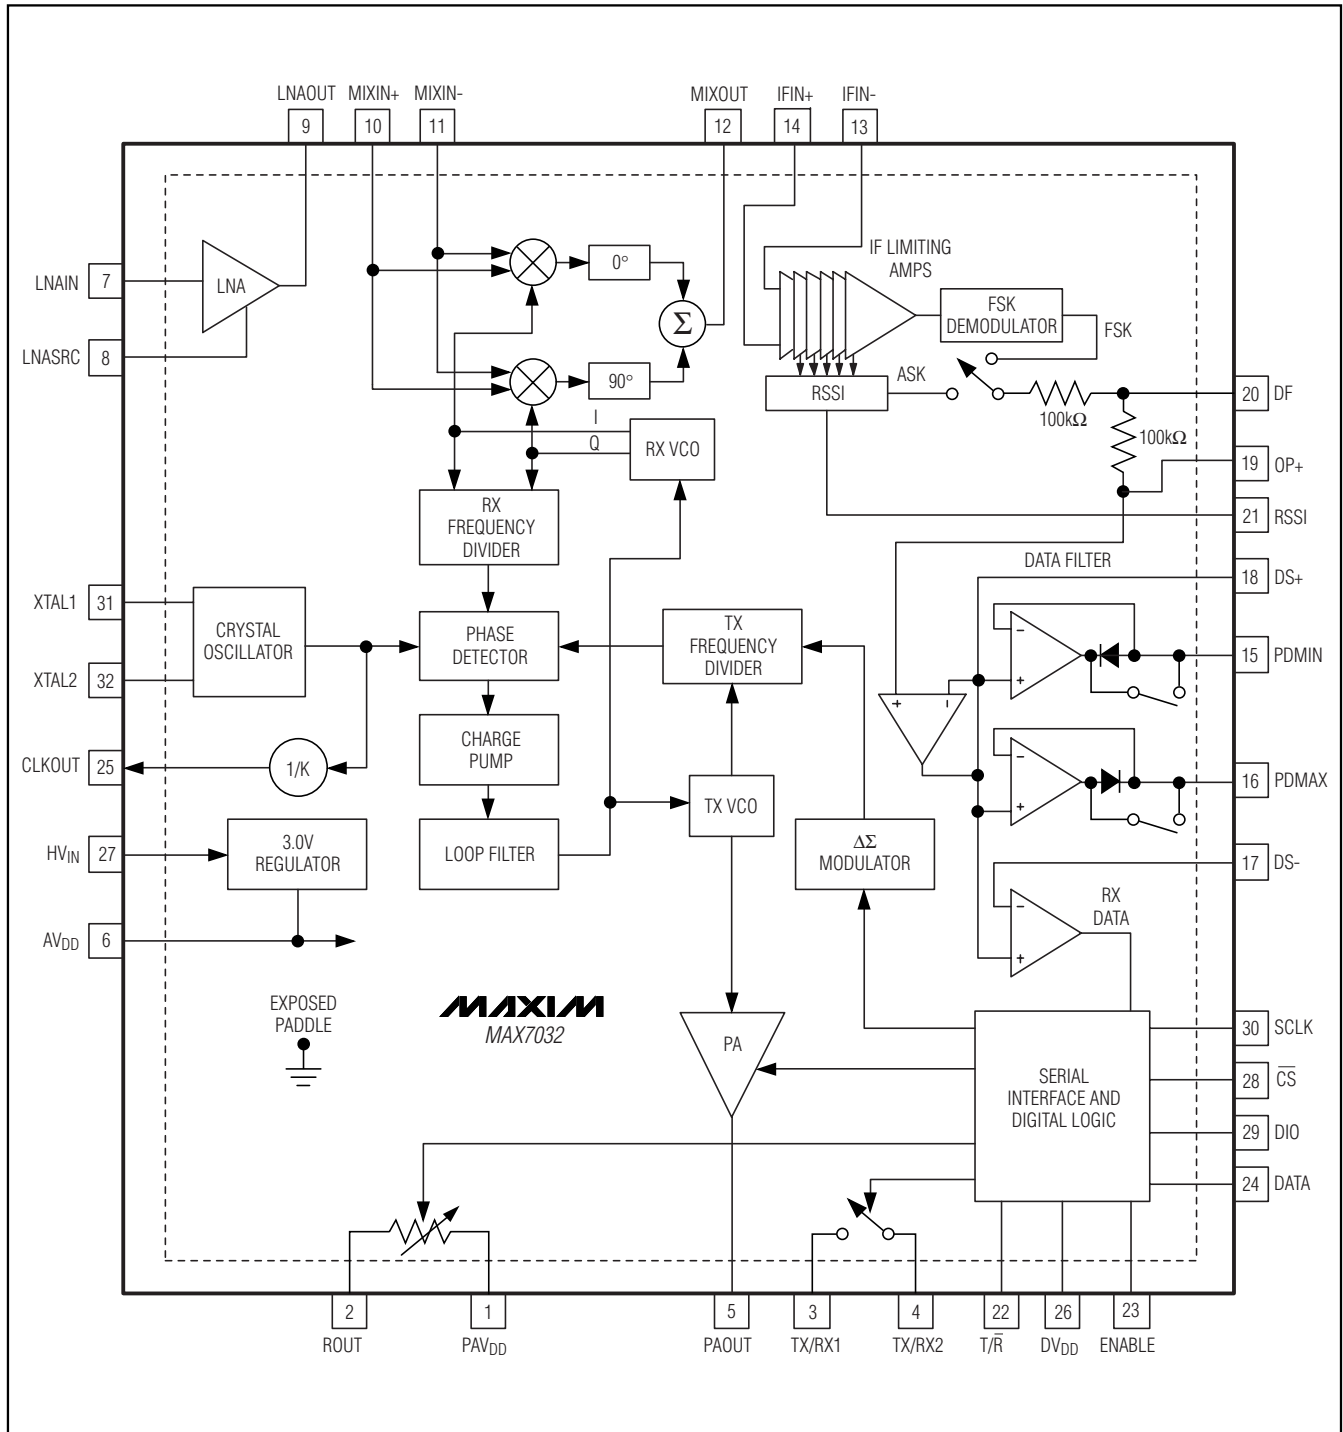 LNAOUT MIXIN+ MIXIN- MIXOUT IFIN+ IFIN-
9 10 11 12 14 13
LNAIN 7
LNA
LNASRC 8
0°
Σ
90°
I
Q
RX VCO
IF LIMITING
AMPS
FSK
DEMODULATOR
FSK
ASK
RSSI
100kΩ
100kΩ
20 DF
19 OP+
21 RSSI
RX
FREQUENCY
DIVIDER
DATA FILTER
18 DS+
XTAL1 31
XTAL2 32
CRYSTAL
OSCILLATOR
PHASE
DETECTOR
TX
FREQUENCY
DIVIDER
+ -
-
+
15 PDMIN
CLKOUT 25
1/K
CHARGE
PUMP
TX VCO
-
+
16 PDMAX
HVIN 27
3.0V
REGULATOR
LOOP FILTER
ΔΣ
MODULATOR
17 DS-
AVDD 6
-
+
RX
DATA
EXPOSED
PADDLE
MAXIM
MAX7032
PA
SERIAL
INTERFACE AND
DIGITAL LOGIC
30 SCLK
28 C̅S̅
29 DIO
24 DATA
2 1 5 3 4 22 26 23
ROUT PAVDD PAOUT TX/RX1 TX/RX2 T/R̅ DVDD ENABLE